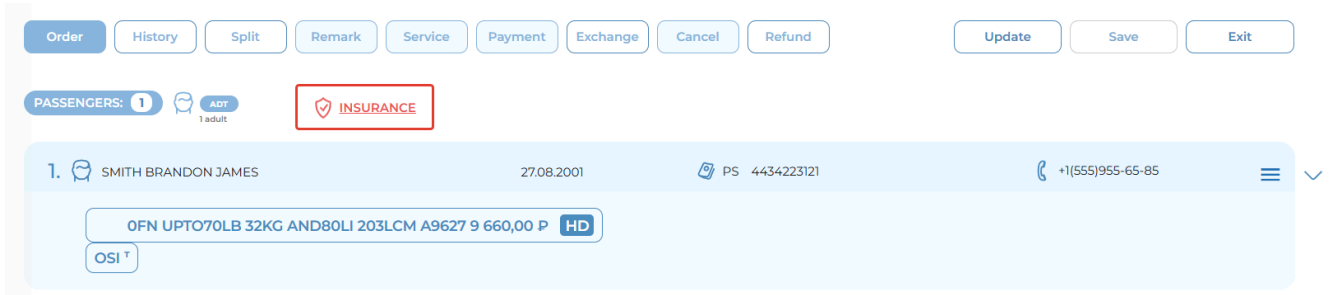 Order History Split Remark Service Payment Exchange Cancel Refund Update Save Exit
PASSENGERS: 1 ADT INSURANCE
1 adult
1. SMITH BRANDON JAMES 27.08.2001 PS 4434223121 +1(555)955-65-85
0FN UPTO70LB 32KG AND80LI 203LCM A9627 9 660,00 ₽ HD
OSI T